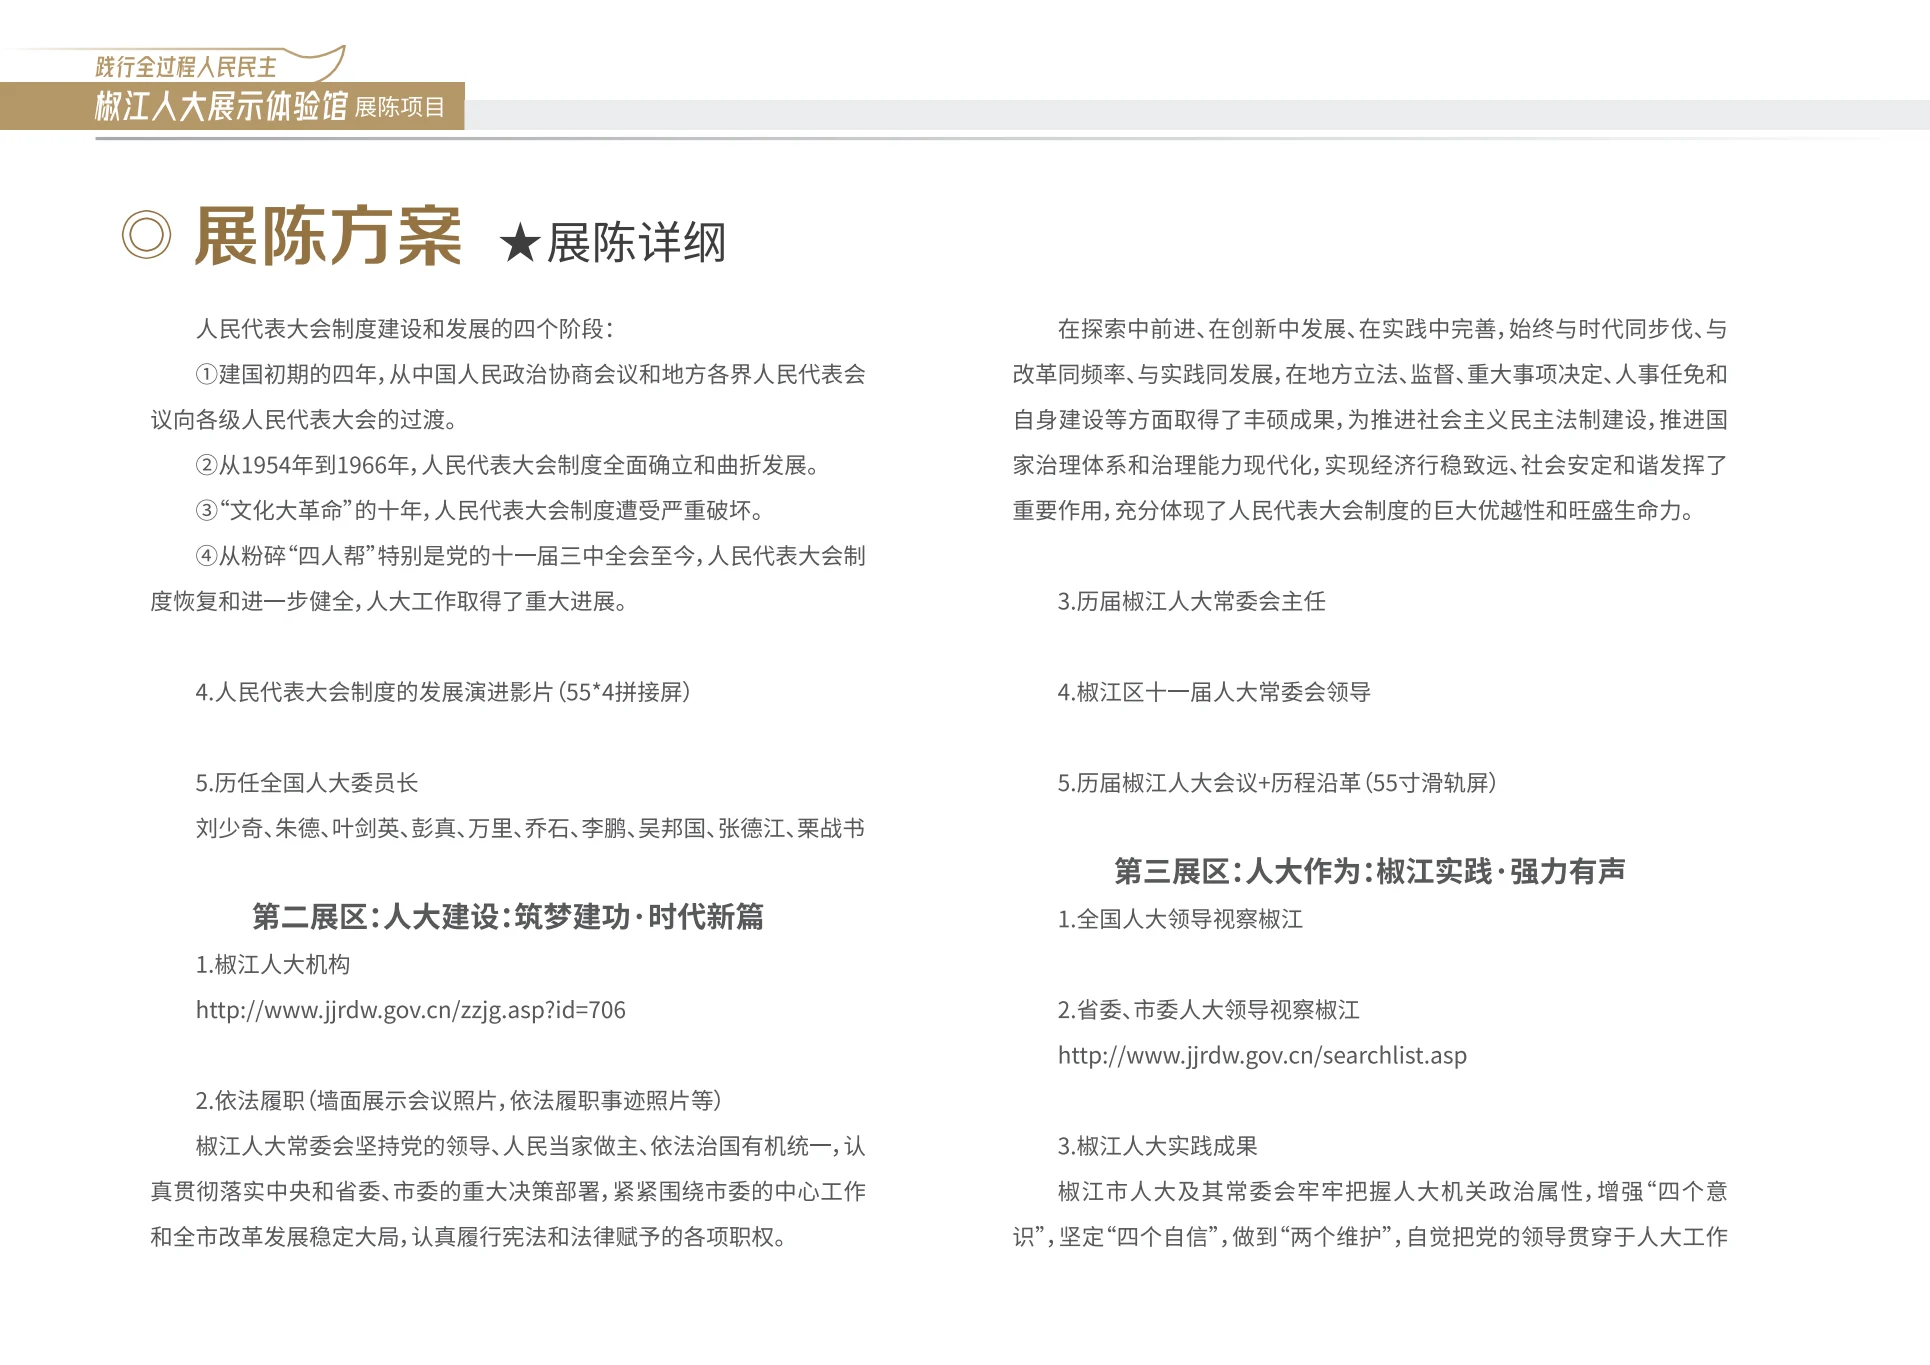 践行全过程人民民主
椒江人大展示体验馆 展陈项目
◎ 展陈方案 ★展陈详纲
人民代表大会制度建设和发展的四个阶段：
①建国初期的四年，从中国人民政治协商会议和地方各界人民代表会
议向各级人民代表大会的过渡。
②从1954年到1966年，人民代表大会制度全面确立和曲折发展。
③“文化大革命”的十年，人民代表大会制度遭受严重破坏。
④从粉碎“四人帮”特别是党的十一届三中全会至今，人民代表大会制
度恢复和进一步健全，人大工作取得了重大进展。
4.人民代表大会制度的发展演进影片（55*4拼接屏）
5.历任全国人大委员长
刘少奇、朱德、叶剑英、彭真、万里、乔石、李鹏、吴邦国、张德江、栗战书
第二展区：人大建设：筑梦建功·时代新篇
1.椒江人大机构
http://www.jjrdw.gov.cn/zzjg.asp?id=706
2.依法履职（墙面展示会议照片，依法履职事迹照片等）
椒江人大常委会坚持党的领导、人民当家做主、依法治国有机统一，认
真贯彻落实中央和省委、市委的重大决策部署，紧紧围绕市委的中心工作
和全市改革发展稳定大局，认真履行宪法和法律赋予的各项职权。
在探索中前进、在创新中发展、在实践中完善，始终与时代同步伐、与
改革同频率、与实践同发展，在地方立法、监督、重大事项决定、人事任免和
自身建设等方面取得了丰硕成果，为推进社会主义民主法制建设，推进国
家治理体系和治理能力现代化，实现经济行稳致远、社会安定和谐发挥了
重要作用，充分体现了人民代表大会制度的巨大优越性和旺盛生命力。
3.历届椒江人大常委会主任
4.椒江区十一届人大常委会领导
5.历届椒江人大会议+历程沿革（55寸滑轨屏）
第三展区：人大作为：椒江实践·强力有声
1.全国人大领导视察椒江
2.省委、市委人大领导视察椒江
http://www.jjrdw.gov.cn/searchlist.asp
3.椒江人大实践成果
椒江市人大及其常委会牢牢把握人大机关政治属性，增强“四个意
识”，坚定“四个自信”，做到“两个维护”，自觉把党的领导贯穿于人大工作